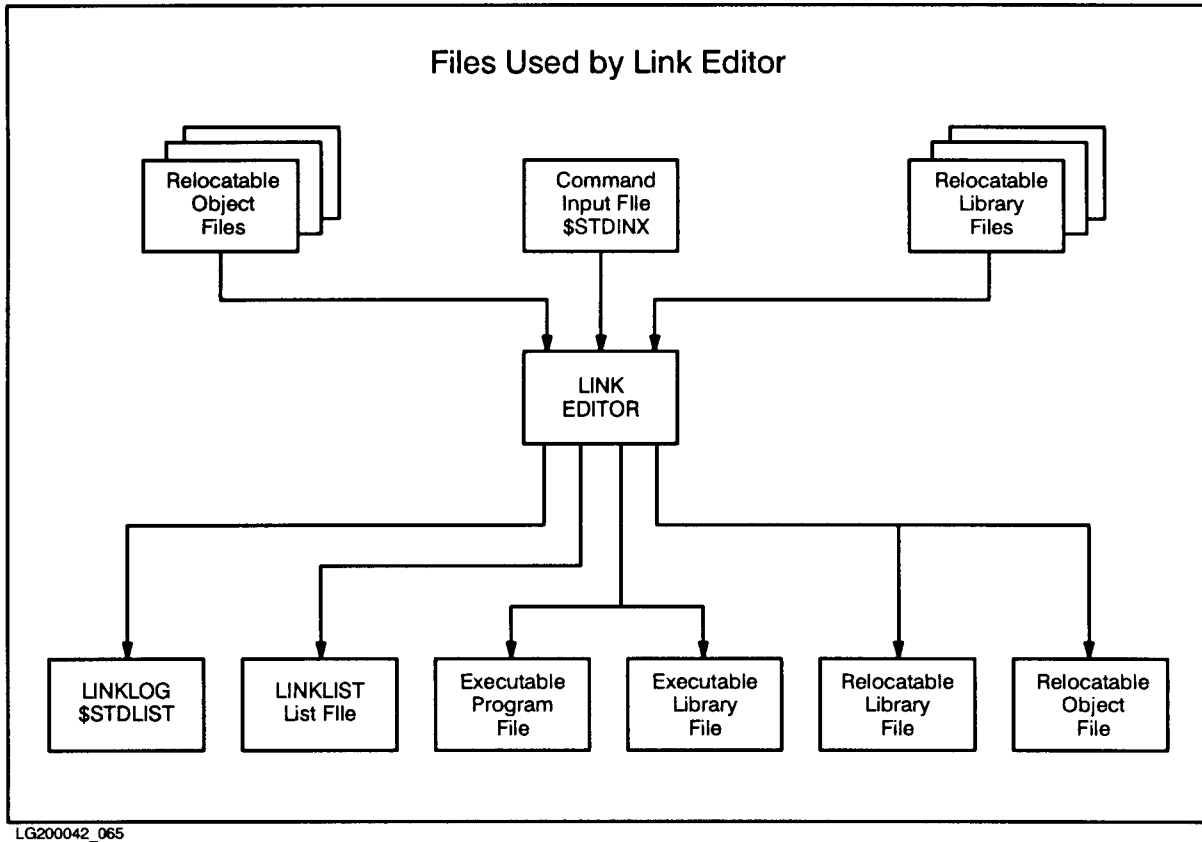 Files Used by Link Editor
Relocatable
Object
Files
Command
Input FIle
$STDINX
Relocatable
Library
Files
LINK
EDITOR
LINKLOG
$STDLIST
LINKLIST
List FIle
Executable
Program
File
Executable
Library
File
Relocatable
Library
File
Relocatable
Object
File
LG200042_065